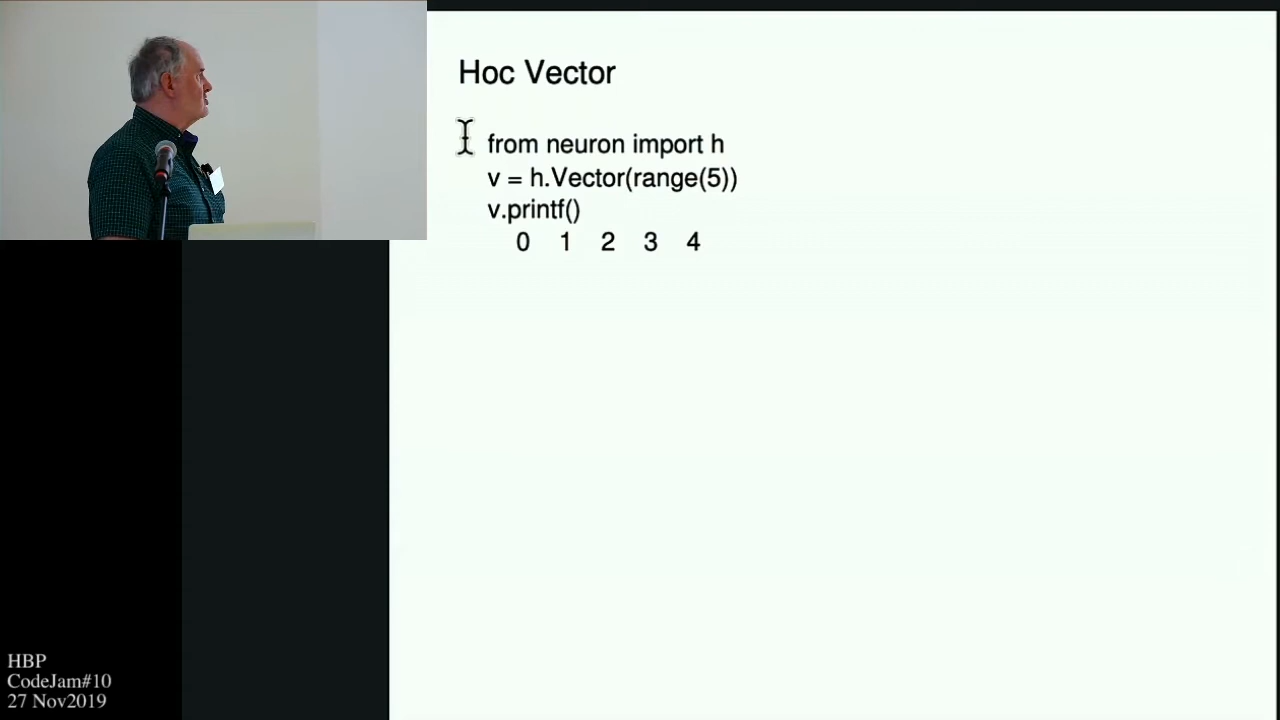 Hoc Vector
from neuron import h
v = h.Vector(range(5))
v.printf()
0 1 2 3 4
HBP
CodeJam#10
27 Nov2019